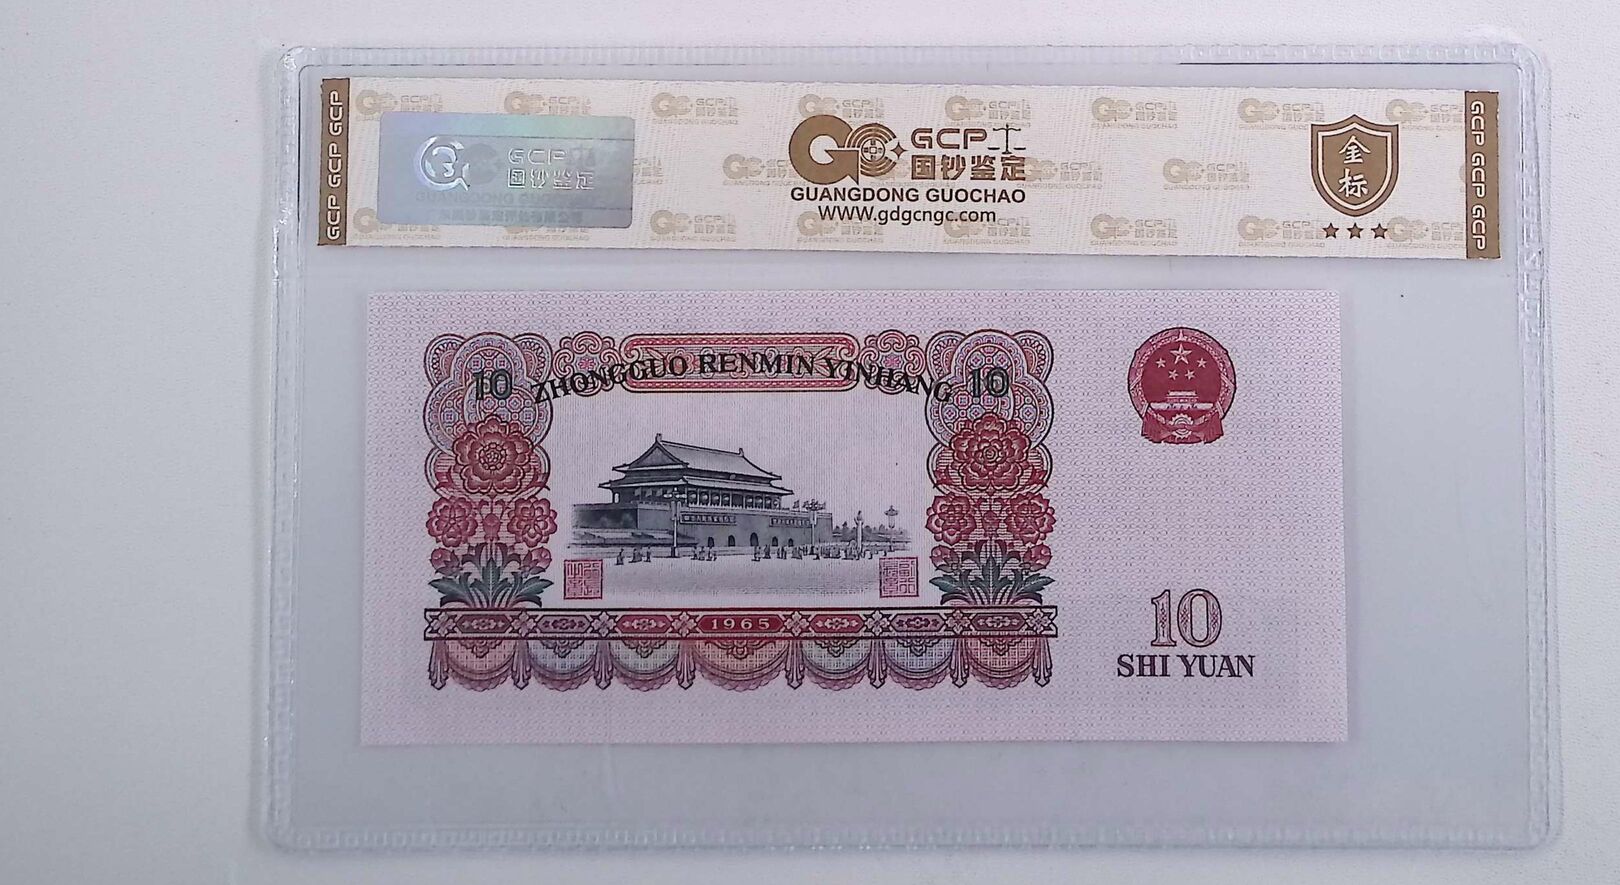 GCP GCP GCP
GCP
国钞鉴定
GCP
国钞鉴定
GUANGDONG GUOCHAO
WWW.gdgcngc.com
金
标
GCP GCP GCP
10 ZHONGGUO RENMIN YINHANG 10
1965
10
SHI YUAN